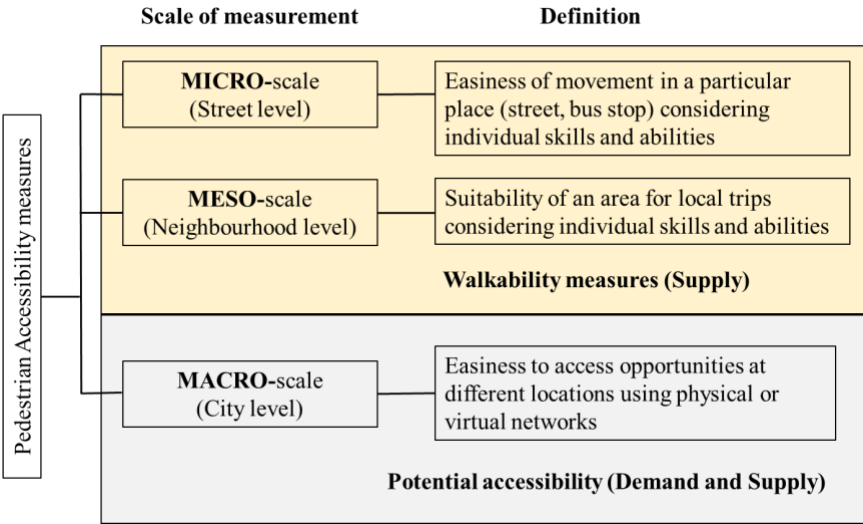 Scale of measurement
Definition
Pedestrian Accessibility measures
MICRO-scale
(Street level)
Easiness of movement in a particular
place (street, bus stop) considering
individual skills and abilities
MESO-scale
(Neighbourhood level)
Suitability of an area for local trips
considering individual skills and abilities
Walkability measures (Supply)
MACRO-scale
(City level)
Easiness to access opportunities at
different locations using physical or
virtual networks
Potential accessibility (Demand and Supply)